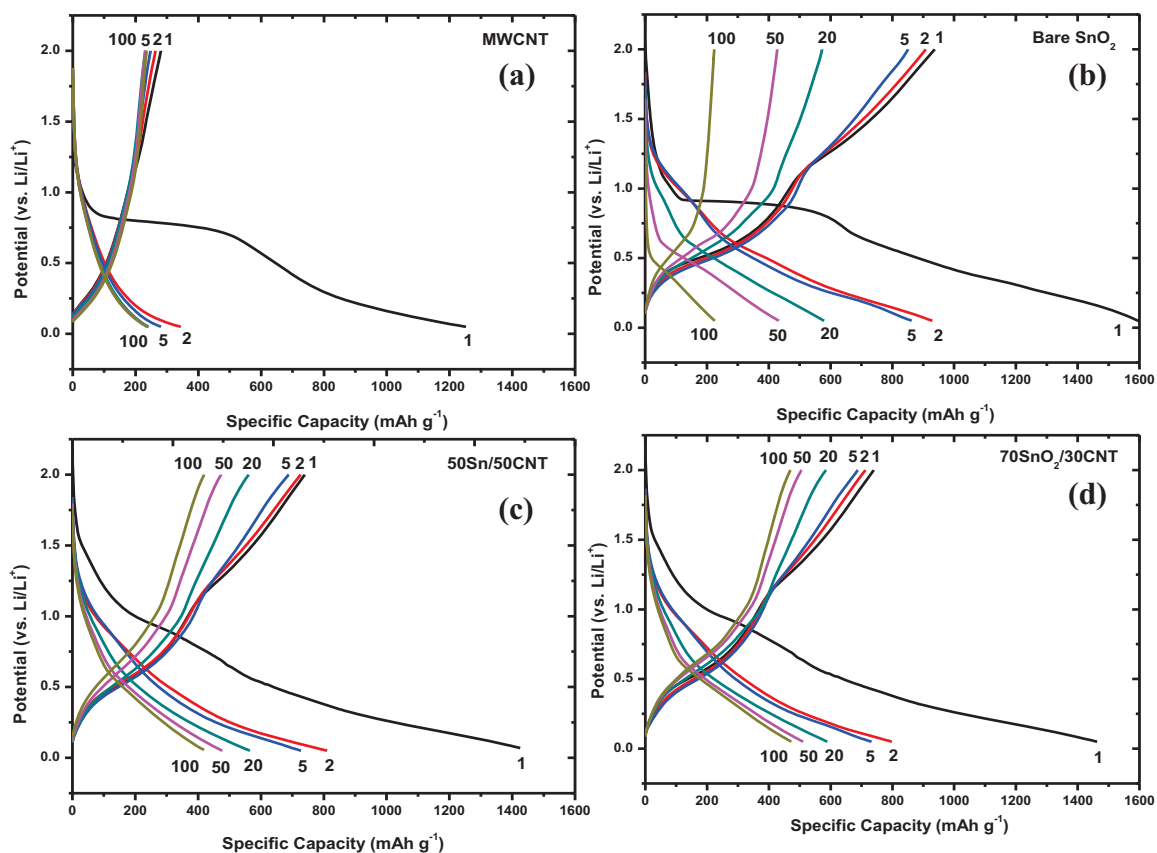 100 5 2 1
MWCNT
(a)
2.0
1.5
1.0
0.5
0.0
Potential (vs. Li/Li⁺)
100
5
2
1
0 200 400 600 800 1000 1200 1400 1600
Specific Capacity (mAh g⁻¹)
100 50 20 5 2 1
Bare SnO₂
(b)
2.0
1.5
1.0
0.5
0.0
Potential (vs. Li/Li⁺)
100
50
20
5
2
1
0 200 400 600 800 1000 1200 1400 1600
Specific Capacity (mAh g⁻¹)
100 50 20 5 2 1
50Sn/50CNT
(c)
2.0
1.5
1.0
0.5
0.0
Potential (vs. Li/Li⁺)
100
50
20
5
2
1
0 200 400 600 800 1000 1200 1400 1600
Specific Capacity (mAh g⁻¹)
100 50 20 5 2 1
70SnO₂/30CNT
(d)
2.0
1.5
1.0
0.5
0.0
Potential (vs. Li/Li⁺)
100
50
20
5
2
1
0 200 400 600 800 1000 1200 1400 1600
Specific Capacity (mAh g⁻¹)